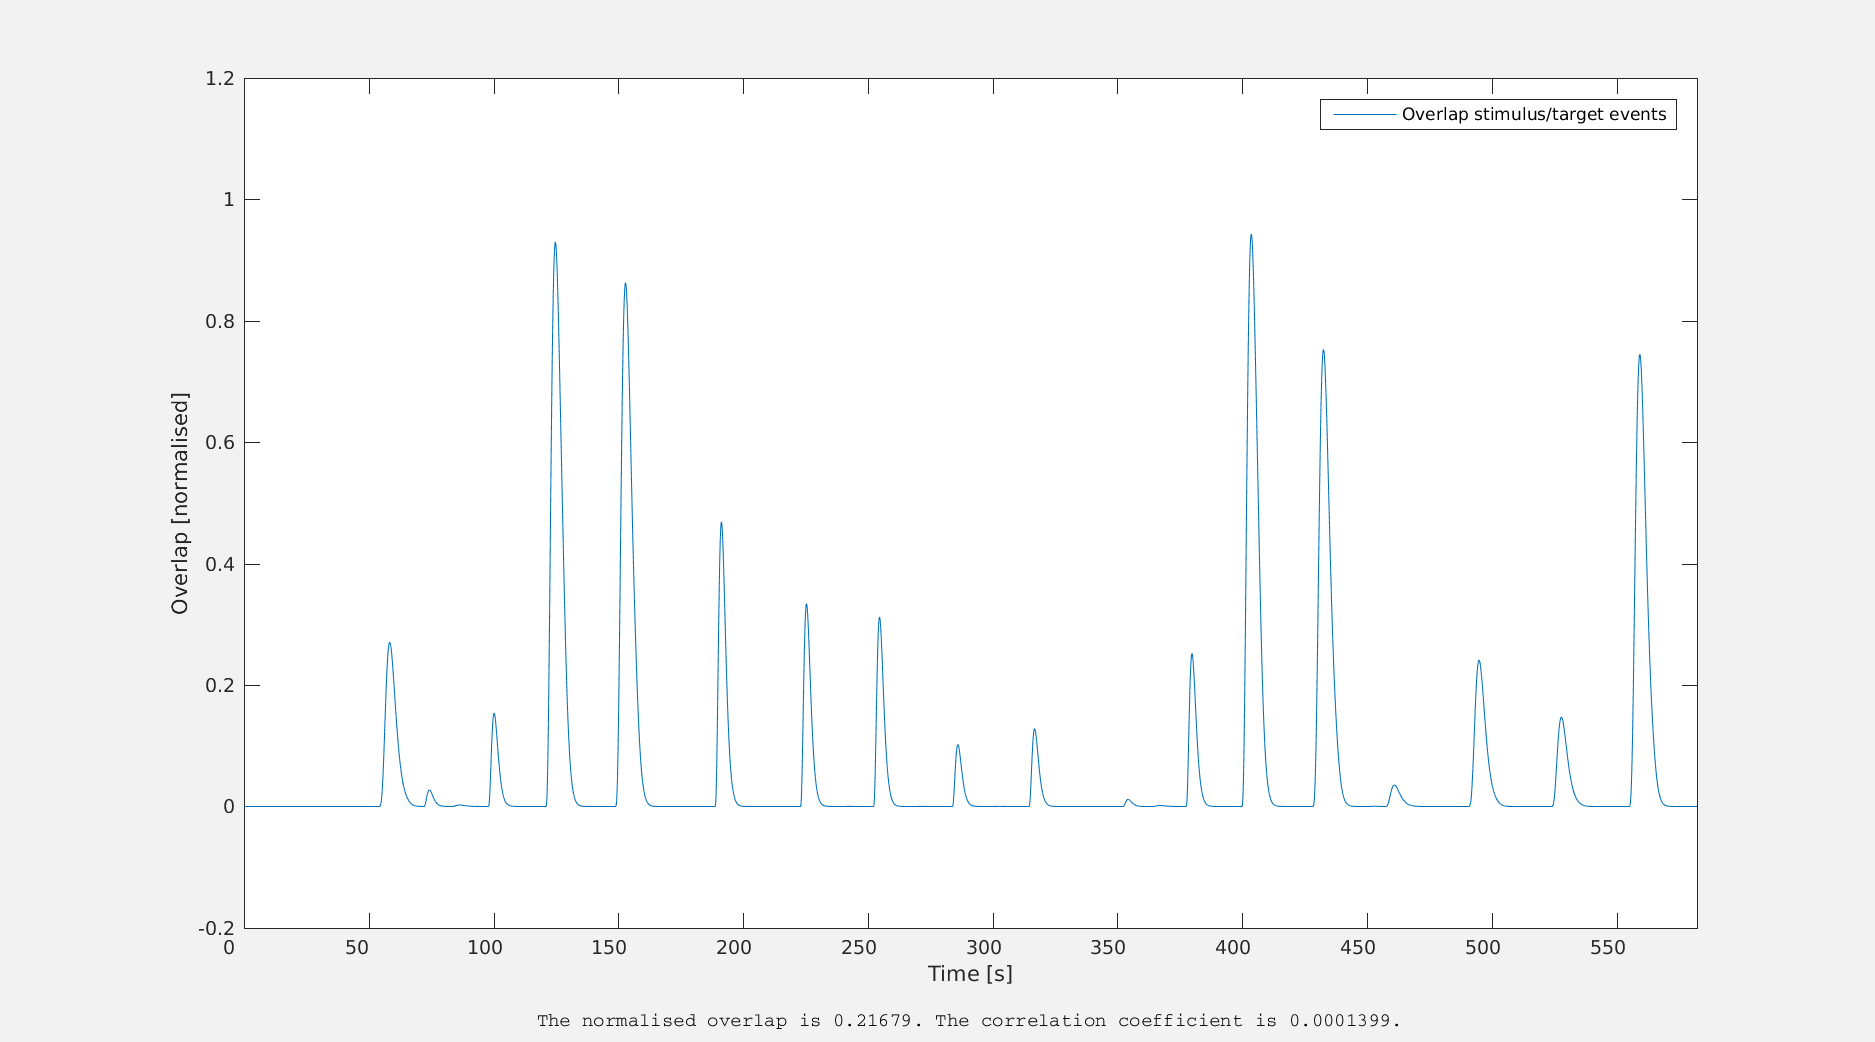 1.2
Overlap stimulus/target events
1
0.8
0.6
0.4
0.2
0
-0.2
Overlap [normalised]
0 50 100 150 200 250 300 350 400 450 500 550
Time [s]
The normalised overlap is 0.21679. The correlation coefficient is 0.0001399.